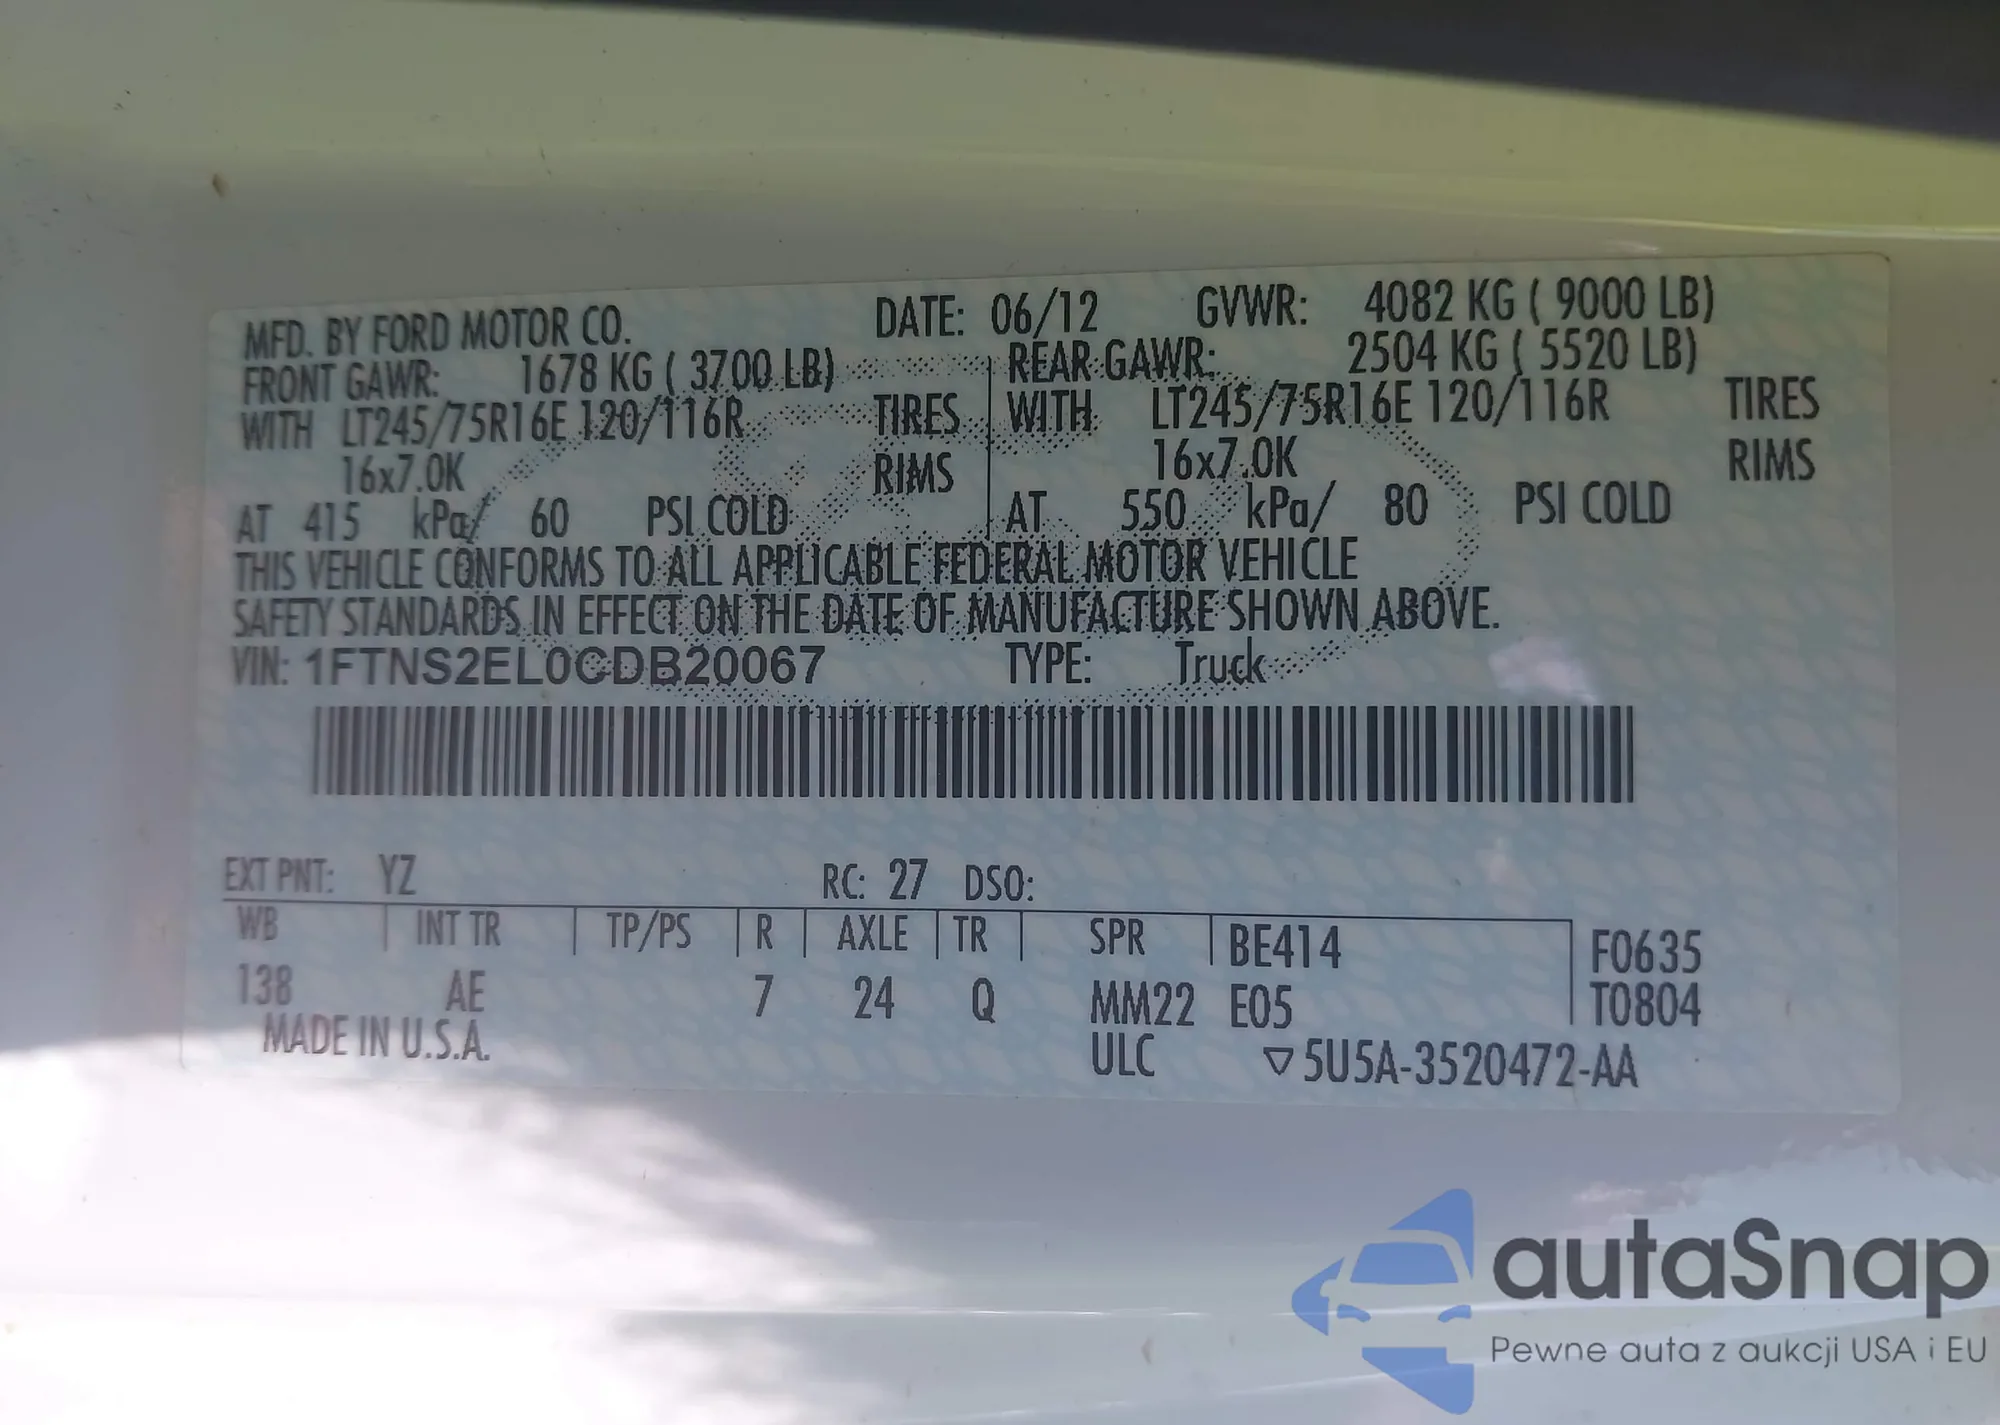 MFD. BY FORD MOTOR CO. DATE: 06/12 GVWR: 4082 KG ( 9000 LB)
FRONT GAWR: 1678 KG ( 3700 LB) REAR GAWR: 2504 KG ( 5520 LB)
WITH LT245/75R16E 120/116R TIRES WITH LT245/75R16E 120/116R TIRES
16x7.0K RIMS 16x7.0K RIMS
AT 415 kPa/ 60 PSI COLD AT 550 kPa/ 80 PSI COLD
THIS VEHICLE CONFORMS TO ALL APPLICABLE FEDERAL MOTOR VEHICLE
SAFETY STANDARDS IN EFFECT ON THE DATE OF MANUFACTURE SHOWN ABOVE.
VIN: 1FTNS2EL0CDB20067 TYPE: Truck
EXT PNT: YZ RC: 27 DSO:
WB INT TR TP/PS R AXLE TR SPR BE414 F0635
138 AE 7 24 Q MM22 E05 T0804
MADE IN U.S.A. ULC ▽5U5A-3520472-AA
autaSnap
Pewne auta z aukcji USA i EU